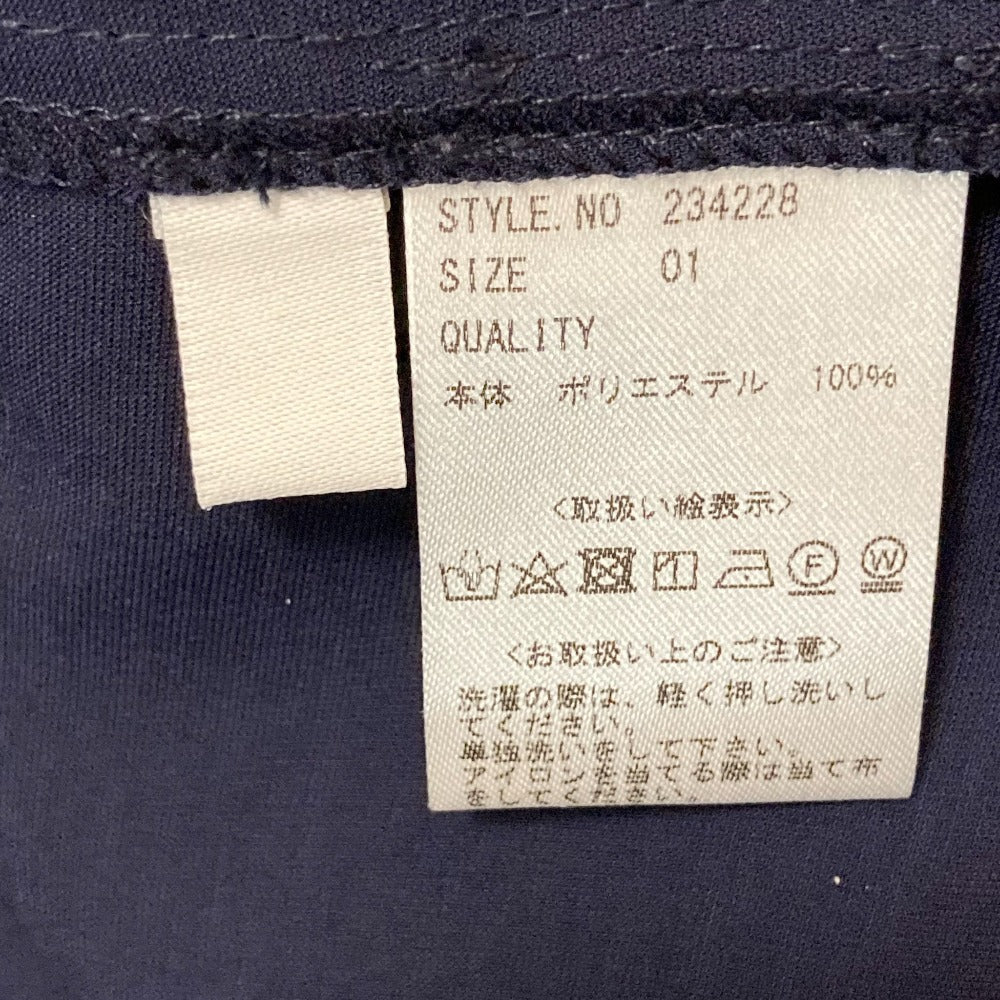 STYLE.NO 234228
SIZE 01
QUALITY
本体 ポリエステル 100%
<取扱い絵表示>
F W
<お取扱い上のご注意>
洗濯の際は、軽く押し洗いし
てください。
単独洗いをして下さい。
アイロンを当てる際は当て布
をしてください。